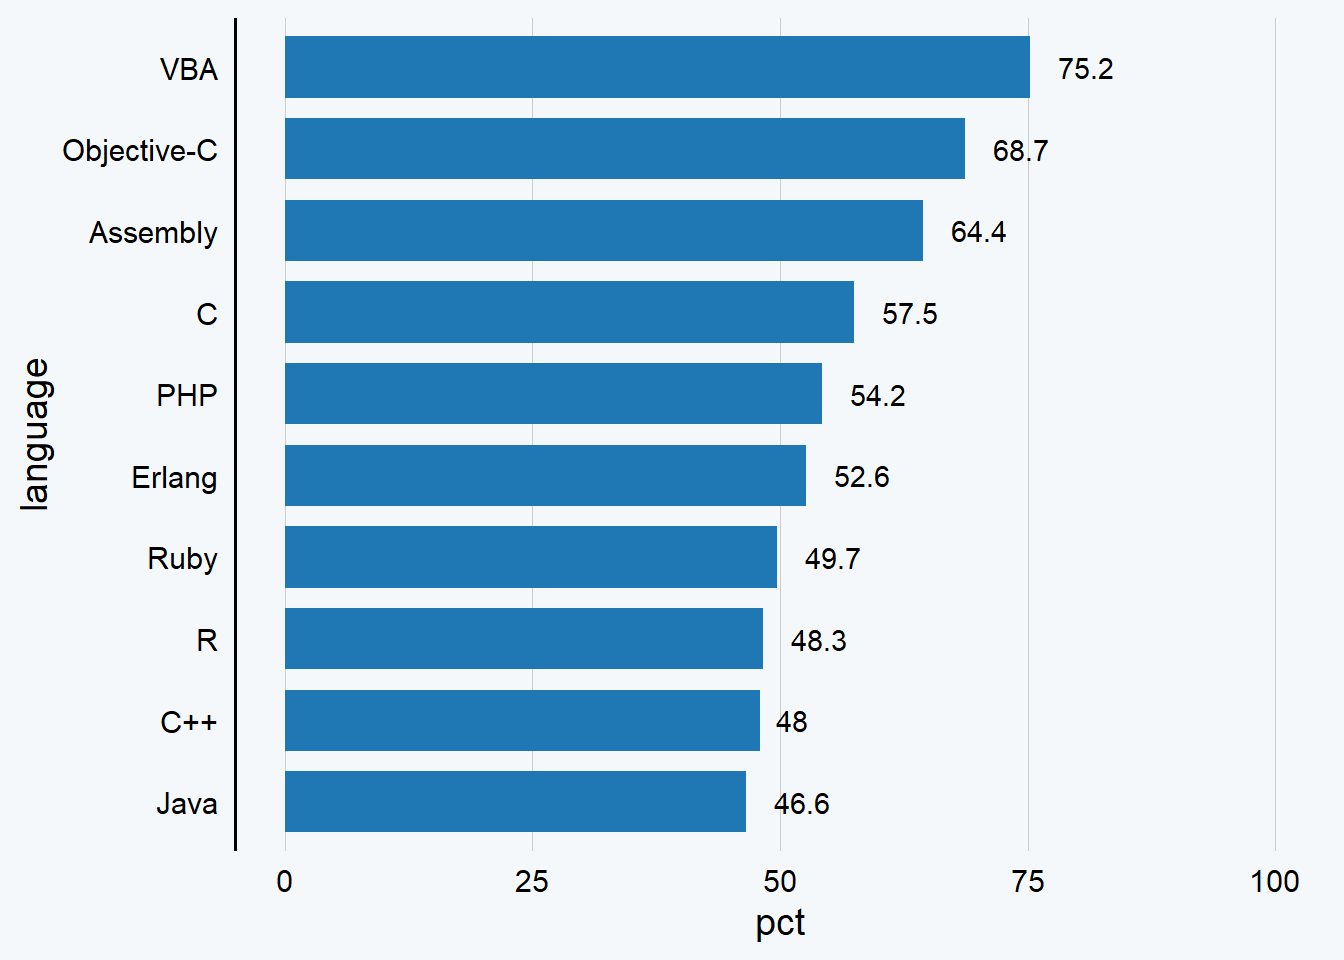 VBA 75.2
Objective-C 68.7
Assembly 64.4
C 57.5
PHP 54.2
Erlang 52.6
Ruby 49.7
R 48.3
C++ 48
Java 46.6
language
0 25 50 75 100
pct